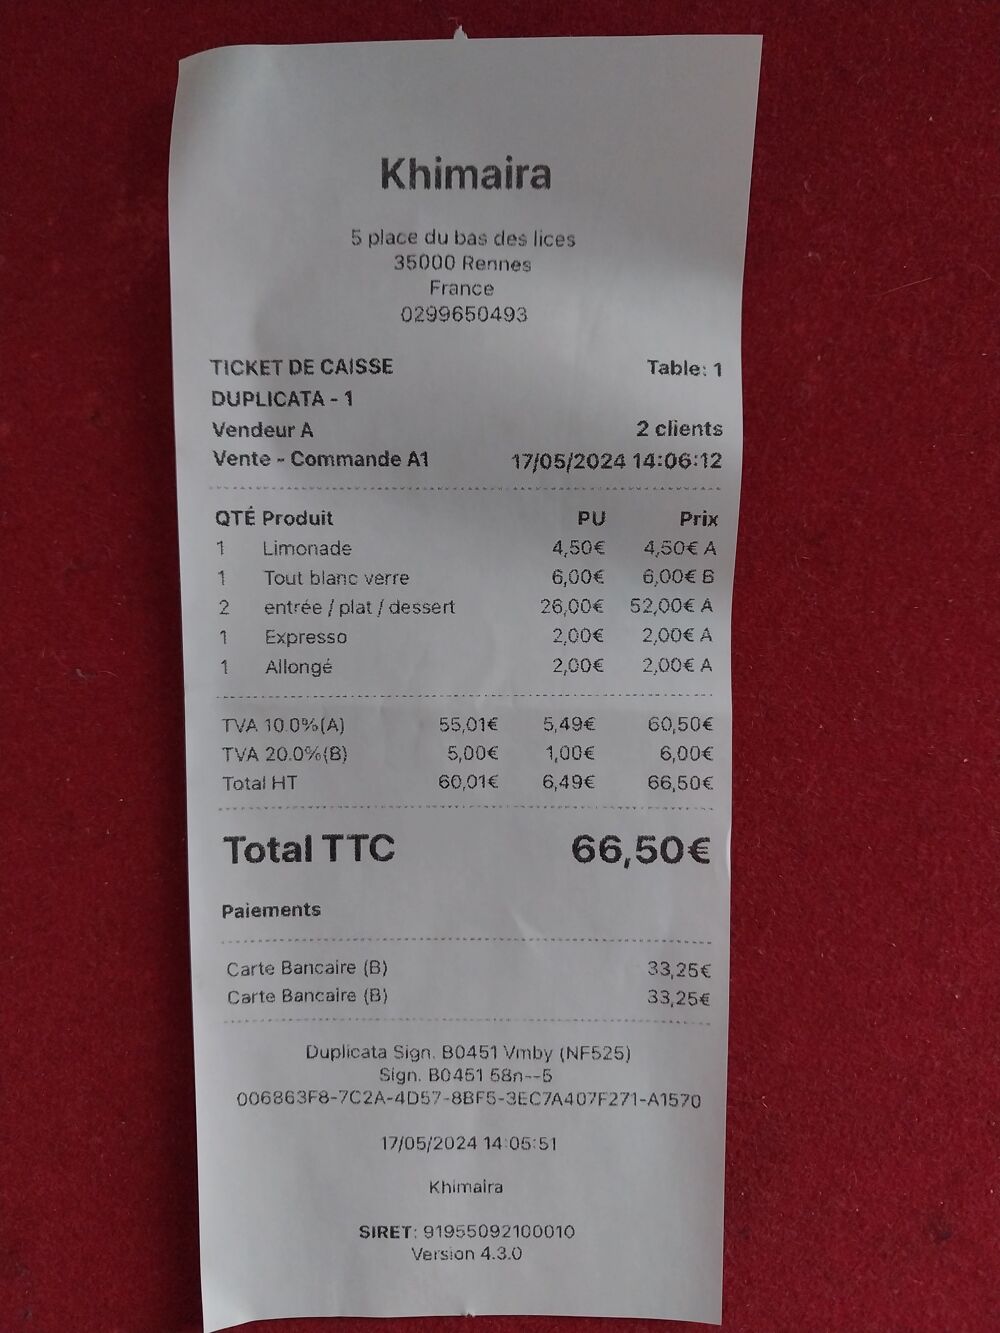 Khimaira
5 place du bas des lices
35000 Rennes
France
0299650493
TICKET DE CAISSE Table: 1
DUPLICATA - 1
Vendeur A 2 clients
Vente - Commande A1 17/05/2024 14:06:12
QTÉ Produit PU Prix
1 Limonade 4,50€ 4,50€ A
1 Tout blanc verre 6,00€ 6,00€ B
2 entrée / plat / dessert 26,00€ 52,00€ A
1 Expresso 2,00€ 2,00€ A
1 Allongé 2,00€ 2,00€ A
TVA 10.0%(A) 55,01€ 5,49€ 60,50€
TVA 20.0%(B) 5,00€ 1,00€ 6,00€
Total HT 60,01€ 6,49€ 66,50€
Total TTC 66,50€
Paiements
Carte Bancaire (B) 33,25€
Carte Bancaire (B) 33,25€
Duplicata Sign. B0451 Vmby (NF525)
Sign. B0451 58n--5
006863F8-7C2A-4D57-8BF5-3EC7A407F271-A1570
17/05/2024 14:05:51
Khimaira
SIRET: 91955092100010
Version 4.3.0